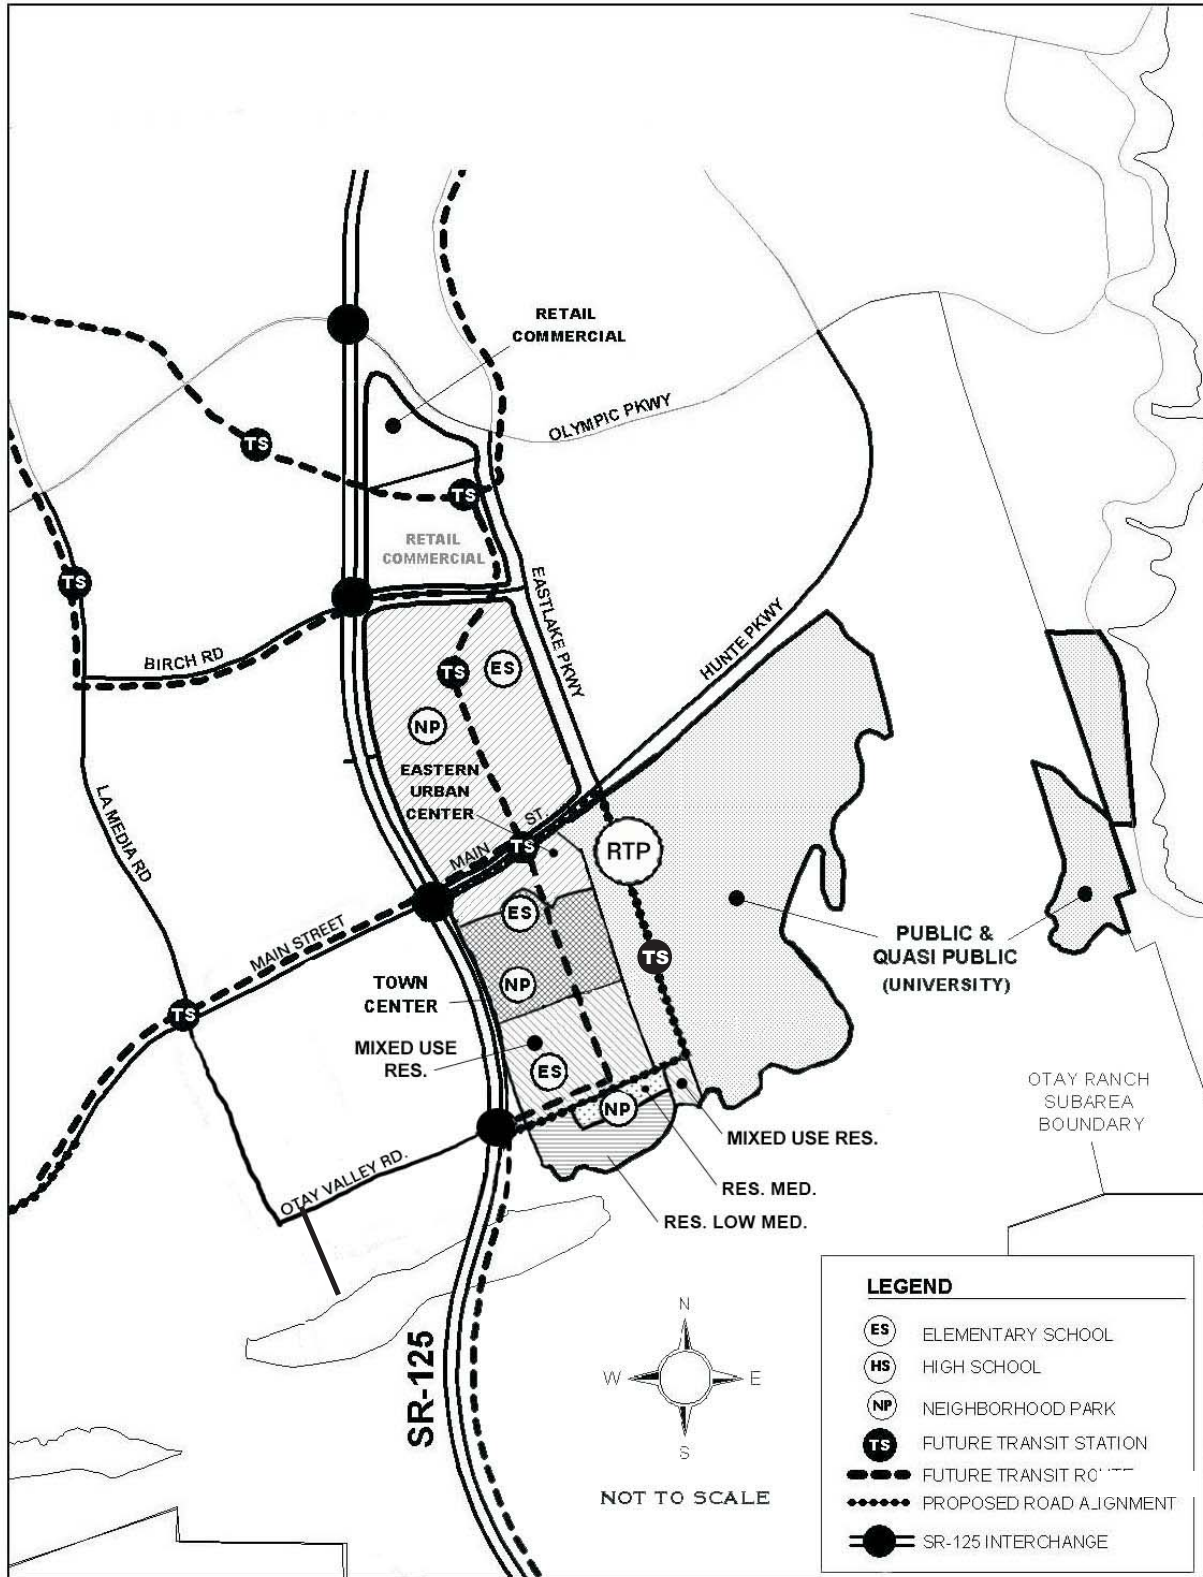 RETAIL
COMMERCIAL
OLYMPIC PKWY
TS
TS
RETAIL
COMMERCIAL
TS
EASTLAKE PKWY
HUNTE PKWY
BIRCH RD
TS
ES
NP
EASTERN
URBAN
CENTER
LA MEDIA RD
MAIN ST.
TS
RTP
ES
MAIN STREET
PUBLIC &
QUASI PUBLIC
(UNIVERSITY)
TS
TOWN
CENTER
NP
TS
MIXED USE
RES.
ES
OTAY RANCH
SUBAREA
BOUNDARY
NP
MIXED USE RES.
OTAY VALLEY RD.
RES. MED.
RES. LOW MED.
SR-125
N
W
E
S
NOT TO SCALE
LEGEND
ES ELEMENTARY SCHOOL
HS HIGH SCHOOL
NP NEIGHBORHOOD PARK
TS FUTURE TRANSIT STATION
FUTURE TRANSIT
PROPOSED ROAD ALIGNMENT
SR-125 INTERCHANGE